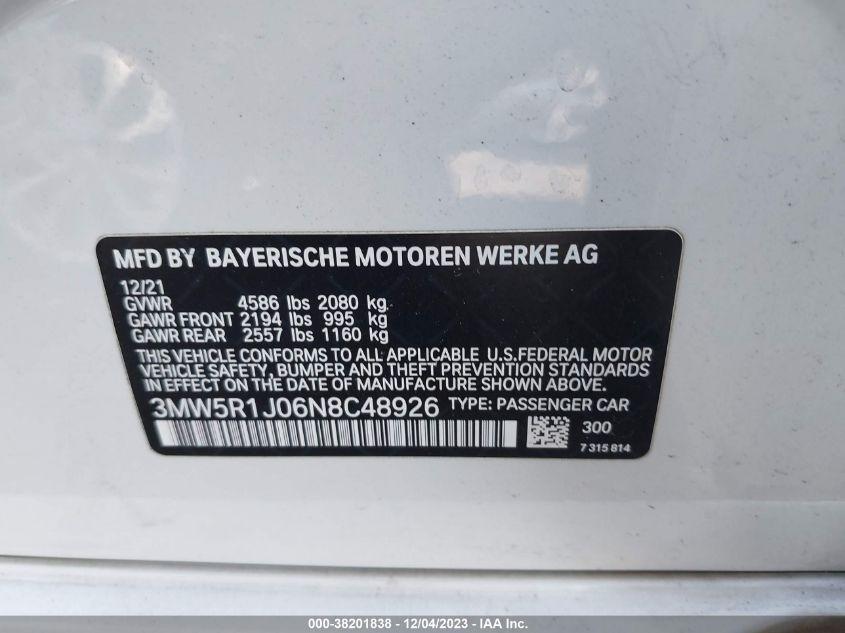 MFD BY BAYERISCHE MOTOREN WERKE AG
12/21
GVWR 4586 lbs 2080 kg
GAWR FRONT 2194 lbs 995 kg
GAWR REAR 2557 lbs 1160 kg
THIS VEHICLE CONFORMS TO ALL APPLICABLE U.S.FEDERAL MOTOR
VEHICLE SAFETY, BUMPER AND THEFT PREVENTION STANDARDS
IN EFFECT ON THE DATE OF MANUFACTURE SHOWN ABOVE.
3MW5R1J06N8C48926 TYPE: PASSENGER CAR
300
7 315 814
000-38201838 - 12/04/2023 - IAA Inc.